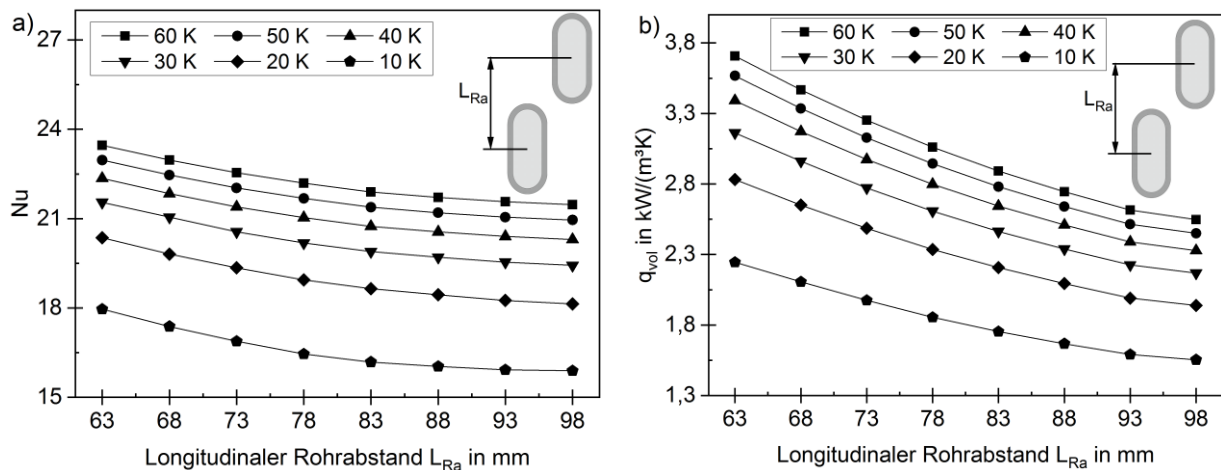 a)
27
24
21
18
15
Nu
60 K 50 K 40 K
30 K 20 K 10 K
L_Ra
63 68 73 78 83 88 93 98
Longitudinaler Rohrabstand L_Ra in mm
b)
3,8
3,3
2,8
2,3
1,8
1,3
q_vol in kW/(m³K)
60 K 50 K 40 K
30 K 20 K 10 K
L_Ra
63 68 73 78 83 88 93 98
Longitudinaler Rohrabstand L_Ra in mm